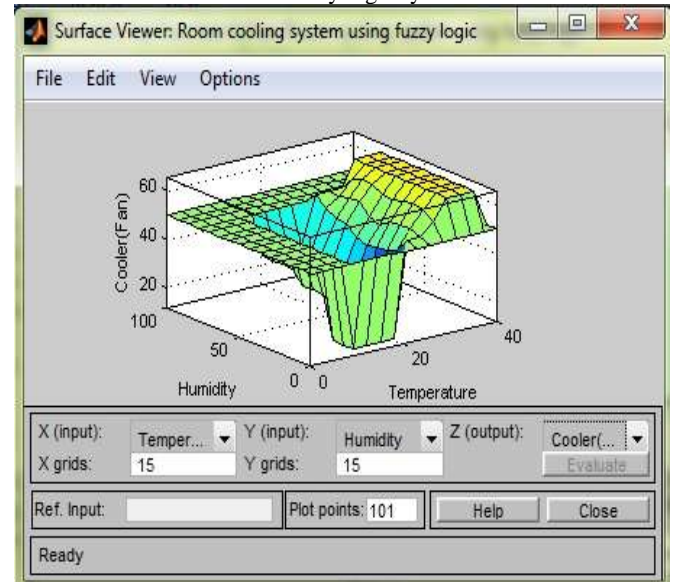 Surface Viewer: Room cooling system using fuzzy logic
File Edit View Options
Cooler(Fan)
60
40
20
100
50
0
0
20
40
Humidity
Temperature
X (input): Temper... Y (input): Humidity Z (output): Cooler(...
X grids: 15 Y grids: 15 Evaluate
Ref. Input: Plot points: 101 Help Close
Ready